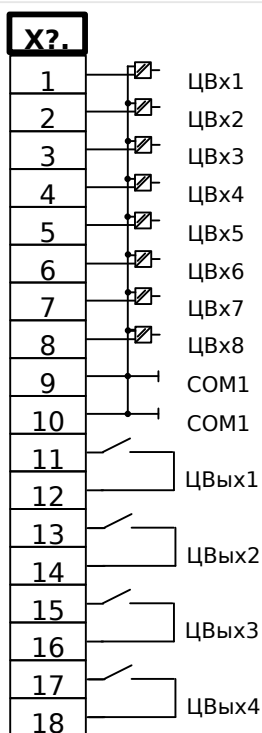 X?.
1 ЦВх1
2 ЦВх2
3 ЦВх3
4 ЦВх4
5 ЦВх5
6 ЦВх6
7 ЦВх7
8 ЦВх8
9 COM1
10 COM1
11
12 ЦВых1
13
14 ЦВых2
15
16 ЦВых3
17
18 ЦВых4